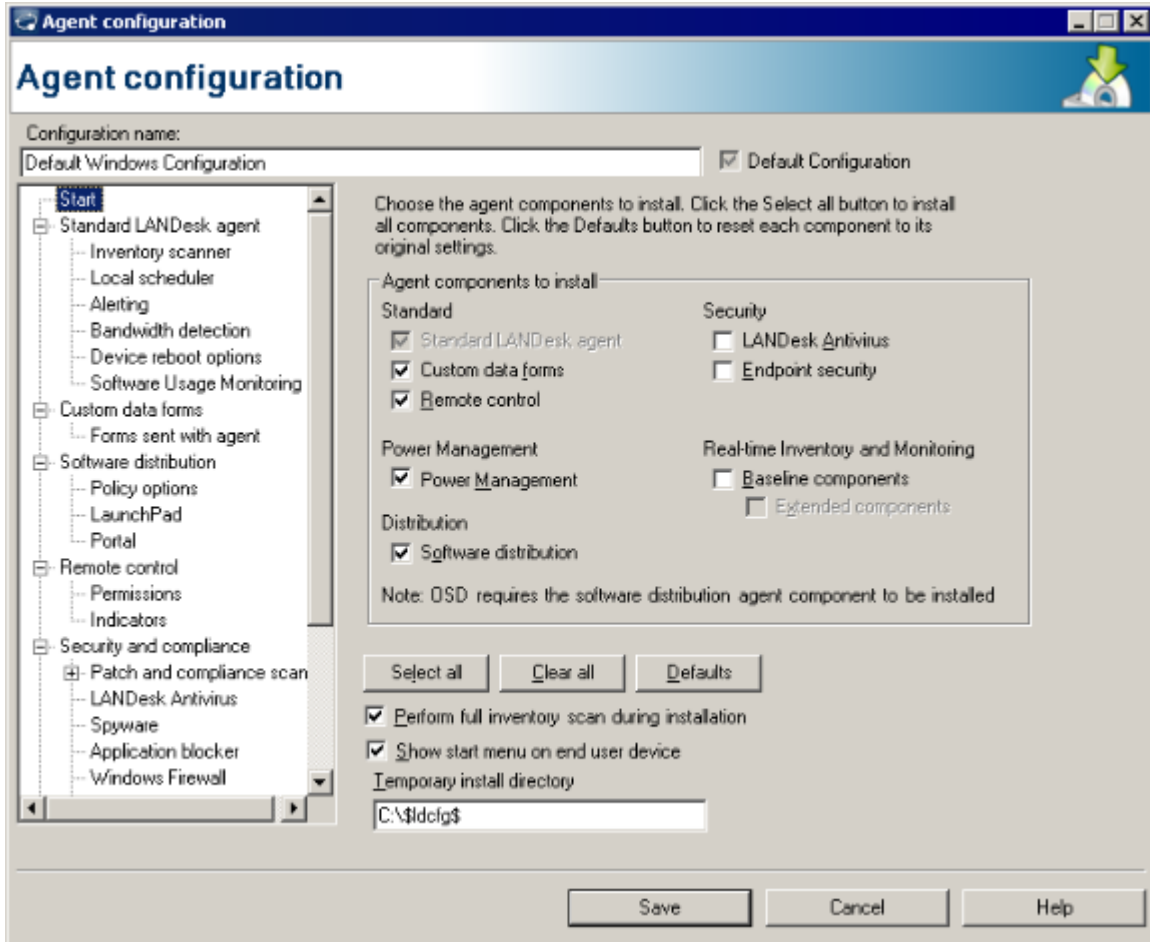 Agent configuration
Agent configuration
Configuration name:
Default Windows Configuration
Default Configuration
Start
Standard LANDesk agent
Inventory scanner
Local scheduler
Alerting
Bandwidth detection
Device reboot options
Software Usage Monitoring
Custom data forms
Forms sent with agent
Software distribution
Policy options
LaunchPad
Portal
Remote control
Permissions
Indicators
Security and compliance
Patch and compliance scan
LANDesk Antivirus
Spyware
Application blocker
Windows Firewall
Choose the agent components to install. Click the Select all button to install
all components. Click the Defaults button to reset each component to its
original settings.
Agent components to install
Standard
Standard LANDesk agent
Custom data forms
Remote control
Security
LANDesk Antivirus
Endpoint security
Power Management
Power Management
Real-time Inventory and Monitoring
Baseline components
Extended components
Distribution
Software distribution
Note: OSD requires the software distribution agent component to be installed
Select all
Clear all
Defaults
Perform full inventory scan during installation
Show start menu on end user device
Temporary install directory
C:\$ldcfg$
Save
Cancel
Help